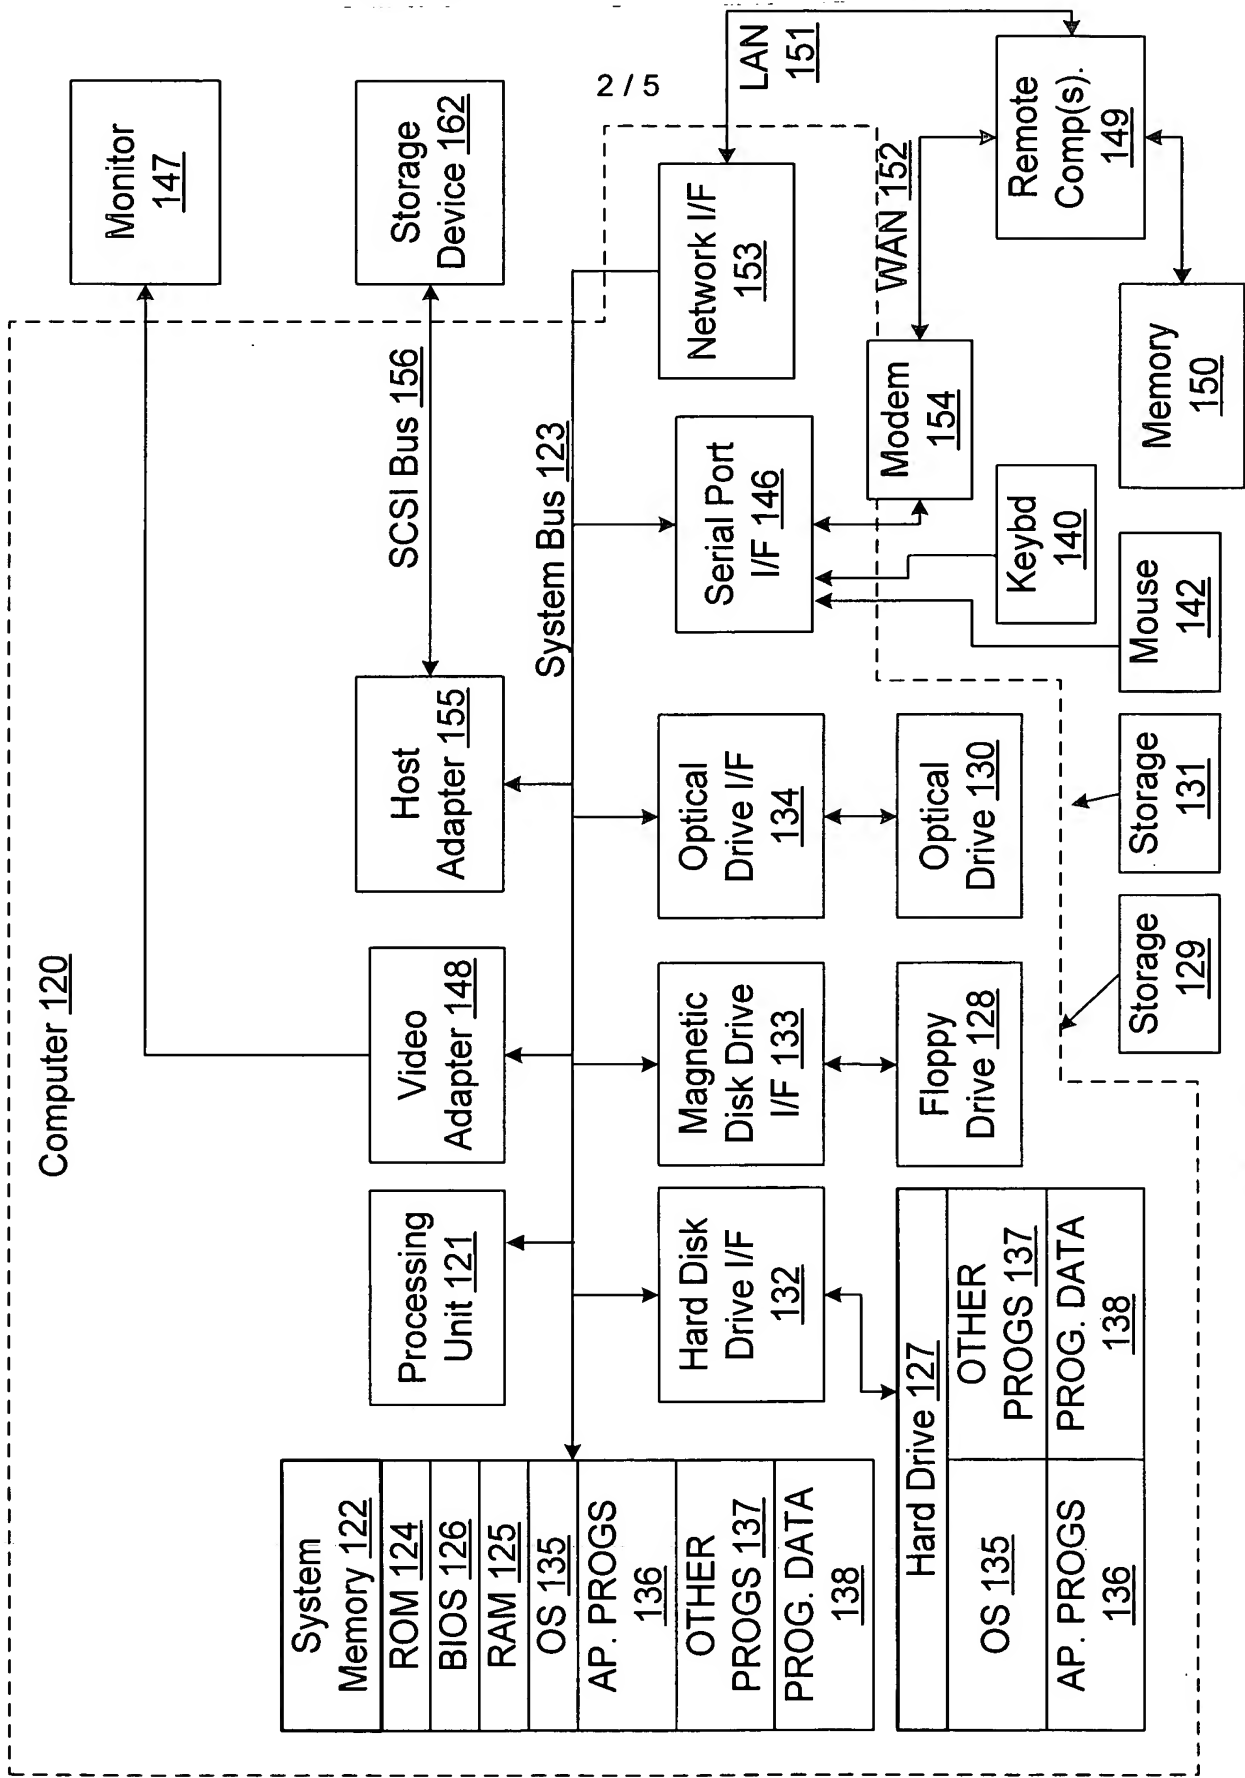 2 / 5
Computer 120
Monitor
147
Storage
Device 162
SCSI Bus 156
System
Memory 122
ROM 124
BIOS 126
RAM 125
OS 135
AP. PROGS
136
OTHER
PROGS 137
PROG. DATA
138
Processing
Unit 121
Video
Adapter 148
Host
Adapter 155
System Bus 123
Hard Disk
Drive I/F
132
Magnetic
Disk Drive
I/F 133
Optical
Drive I/F
134
Serial Port
I/F 146
Network I/F
153
LAN
151
Hard Drive 127
OS 135
OTHER
PROGS 137
AP. PROGS
136
PROG. DATA
138
Floppy
Drive 128
Optical
Drive 130
Modem
154
WAN 152
Remote
Comp(s).
149
Keybd
140
Storage
129
Storage
131
Mouse
142
Memory
150